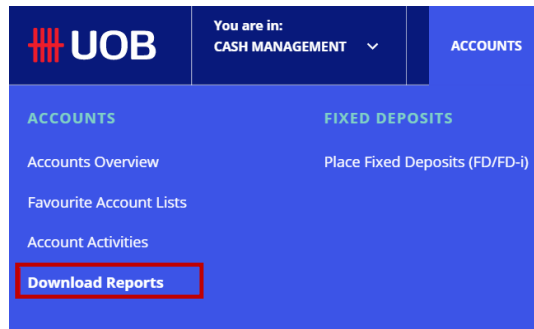 UOB
You are in:
CASH MANAGEMENT
ACCOUNTS
ACCOUNTS
Accounts Overview
Favourite Account Lists
Account Activities
Download Reports
FIXED DEPOSITS
Place Fixed Deposits (FD/FD-i)